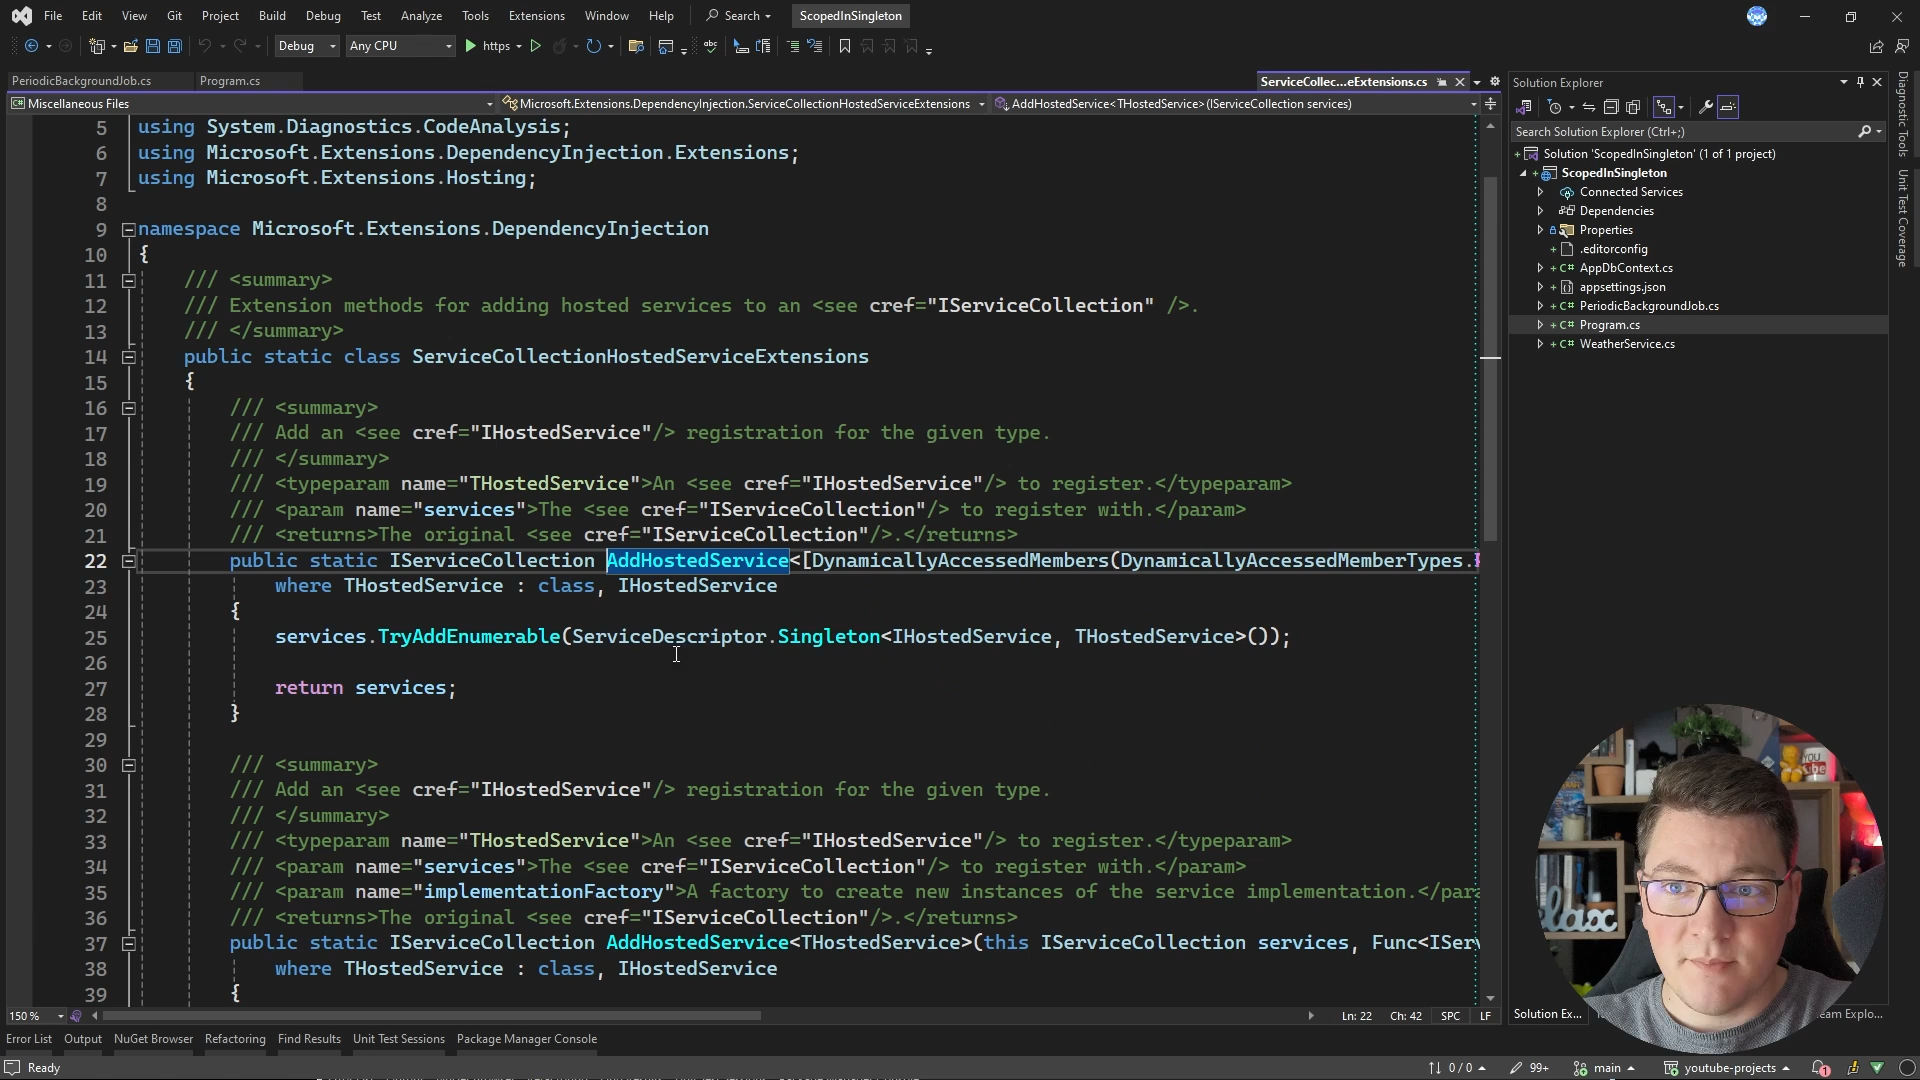 File Edit View Git Project Build Debug Test Analyze Tools Extensions Window Help Search ScopedInSingleton
Debug Any CPU https
PeriodicBackgroundJob.cs Program.cs ServiceCollec...eExtensions.cs
Miscellaneous Files Microsoft.Extensions.DependencyInjection.ServiceCollectionHostedServiceExtensions AddHostedService<THostedService>(IServiceCollection services)
5 using System.Diagnostics.CodeAnalysis;
6 using Microsoft.Extensions.DependencyInjection.Extensions;
7 using Microsoft.Extensions.Hosting;
8
9 namespace Microsoft.Extensions.DependencyInjection
10 {
11 /// <summary>
12 /// Extension methods for adding hosted services to an <see cref="IServiceCollection" />.
13 /// </summary>
14 public static class ServiceCollectionHostedServiceExtensions
15 {
16 /// <summary>
17 /// Add an <see cref="IHostedService"/> registration for the given type.
18 /// </summary>
19 /// <typeparam name="THostedService">An <see cref="IHostedService"/> to register.</typeparam>
20 /// <param name="services">The <see cref="IServiceCollection"/> to register with.</param>
21 /// <returns>The original <see cref="IServiceCollection"/>.</returns>
22 public static IServiceCollection AddHostedService<[DynamicallyAccessedMembers(DynamicallyAccessedMemberTypes.
23 where THostedService : class, IHostedService
24 {
25 services.TryAddEnumerable(ServiceDescriptor.Singleton<IHostedService, THostedService>());
26
27 return services;
28 }
29
30 /// <summary>
31 /// Add an <see cref="IHostedService"/> registration for the given type.
32 /// </summary>
33 /// <typeparam name="THostedService">An <see cref="IHostedService"/> to register.</typeparam>
34 /// <param name="services">The <see cref="IServiceCollection"/> to register with.</param>
35 /// <param name="implementationFactory">A factory to create new instances of the service implementation.</para
36 /// <returns>The original <see cref="IServiceCollection"/>.</returns>
37 public static IServiceCollection AddHostedService<THostedService>(this IServiceCollection services, Func<IServ
38 where THostedService : class, IHostedService
39 {
150 % Ln: 22 Ch: 42 SPC LF
Error List Output NuGet Browser Refactoring Find Results Unit Test Sessions Package Manager Console
Ready 0 / 0 99+ main youtube-projects 1
Solution Explorer
Search Solution Explorer (Ctrl+;)
Solution 'ScopedInSingleton' (1 of 1 project)
ScopedInSingleton
Connected Services
Dependencies
Properties
.editorconfig
AppDbContext.cs
appsettings.json
PeriodicBackgroundJob.cs
Program.cs
WeatherService.cs
Solution Ex... eam Explo...
Diagnostic Tools
Unit Test Coverage
You